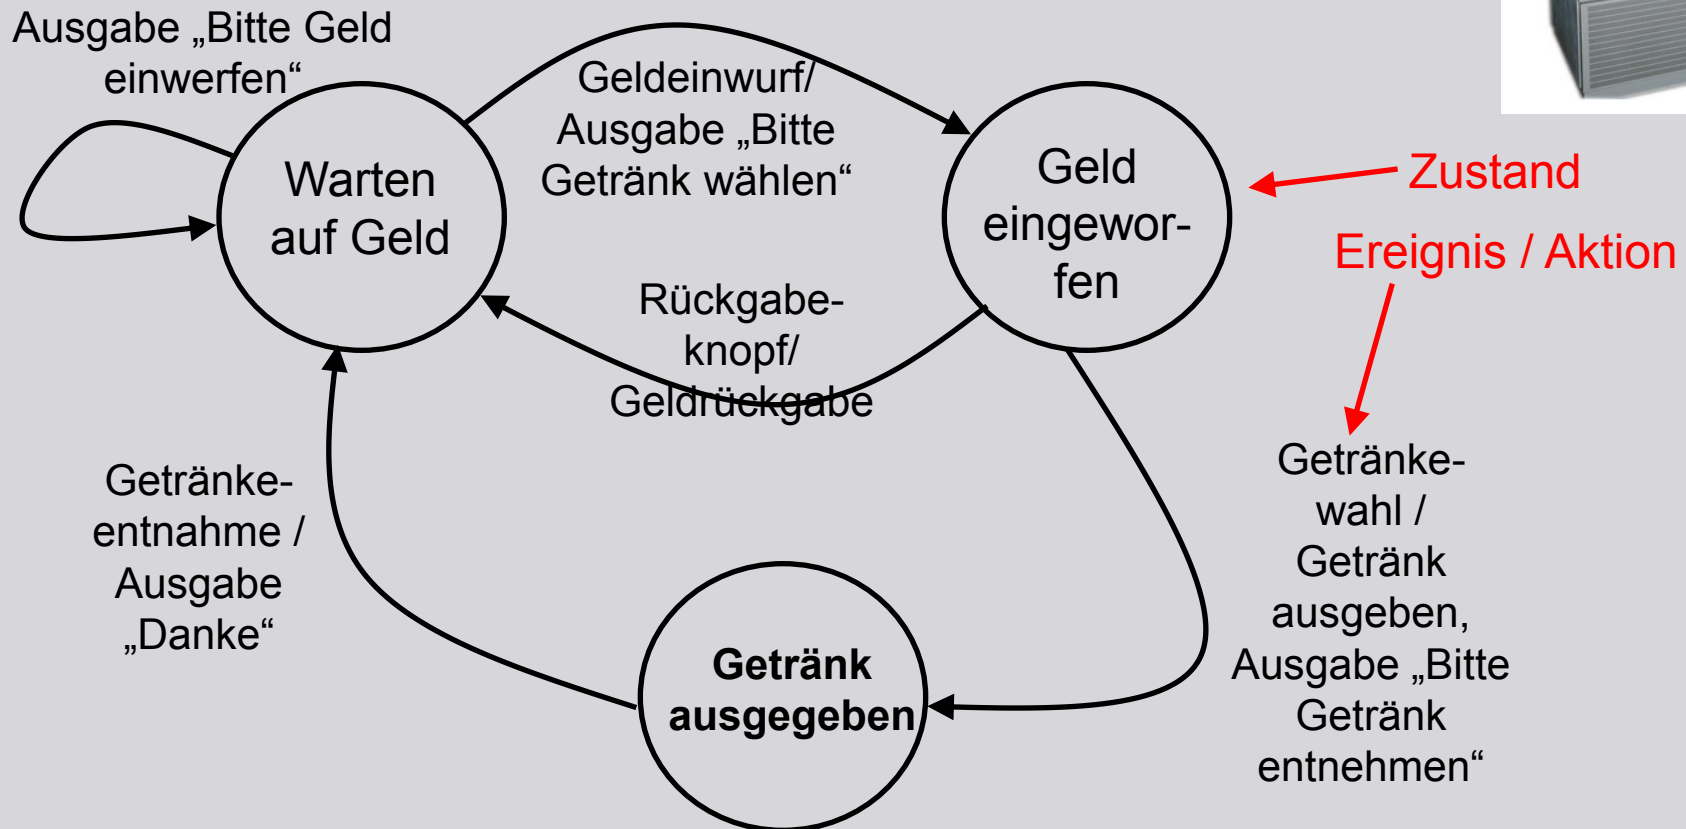 Ausgabe „Bitte Geld
einwerfen“
Geldeinwurf/
Ausgabe „Bitte
Getränk wählen“
Warten
auf Geld
Geld
eingewor-
fen
Zustand
Ereignis / Aktion
Rückgabe-
knopf/
Geldrückgabe
Getränke-
entnahme /
Ausgabe
„Danke“
Getränke-
wahl /
Getränk
ausgeben,
Ausgabe „Bitte
Getränk
entnehmen“
Getränk
ausgegeben